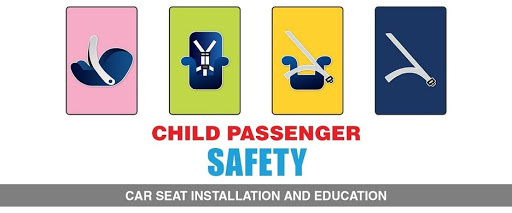 CHILD PASSENGER
SAFETY
CAR SEAT INSTALLATION AND EDUCATION